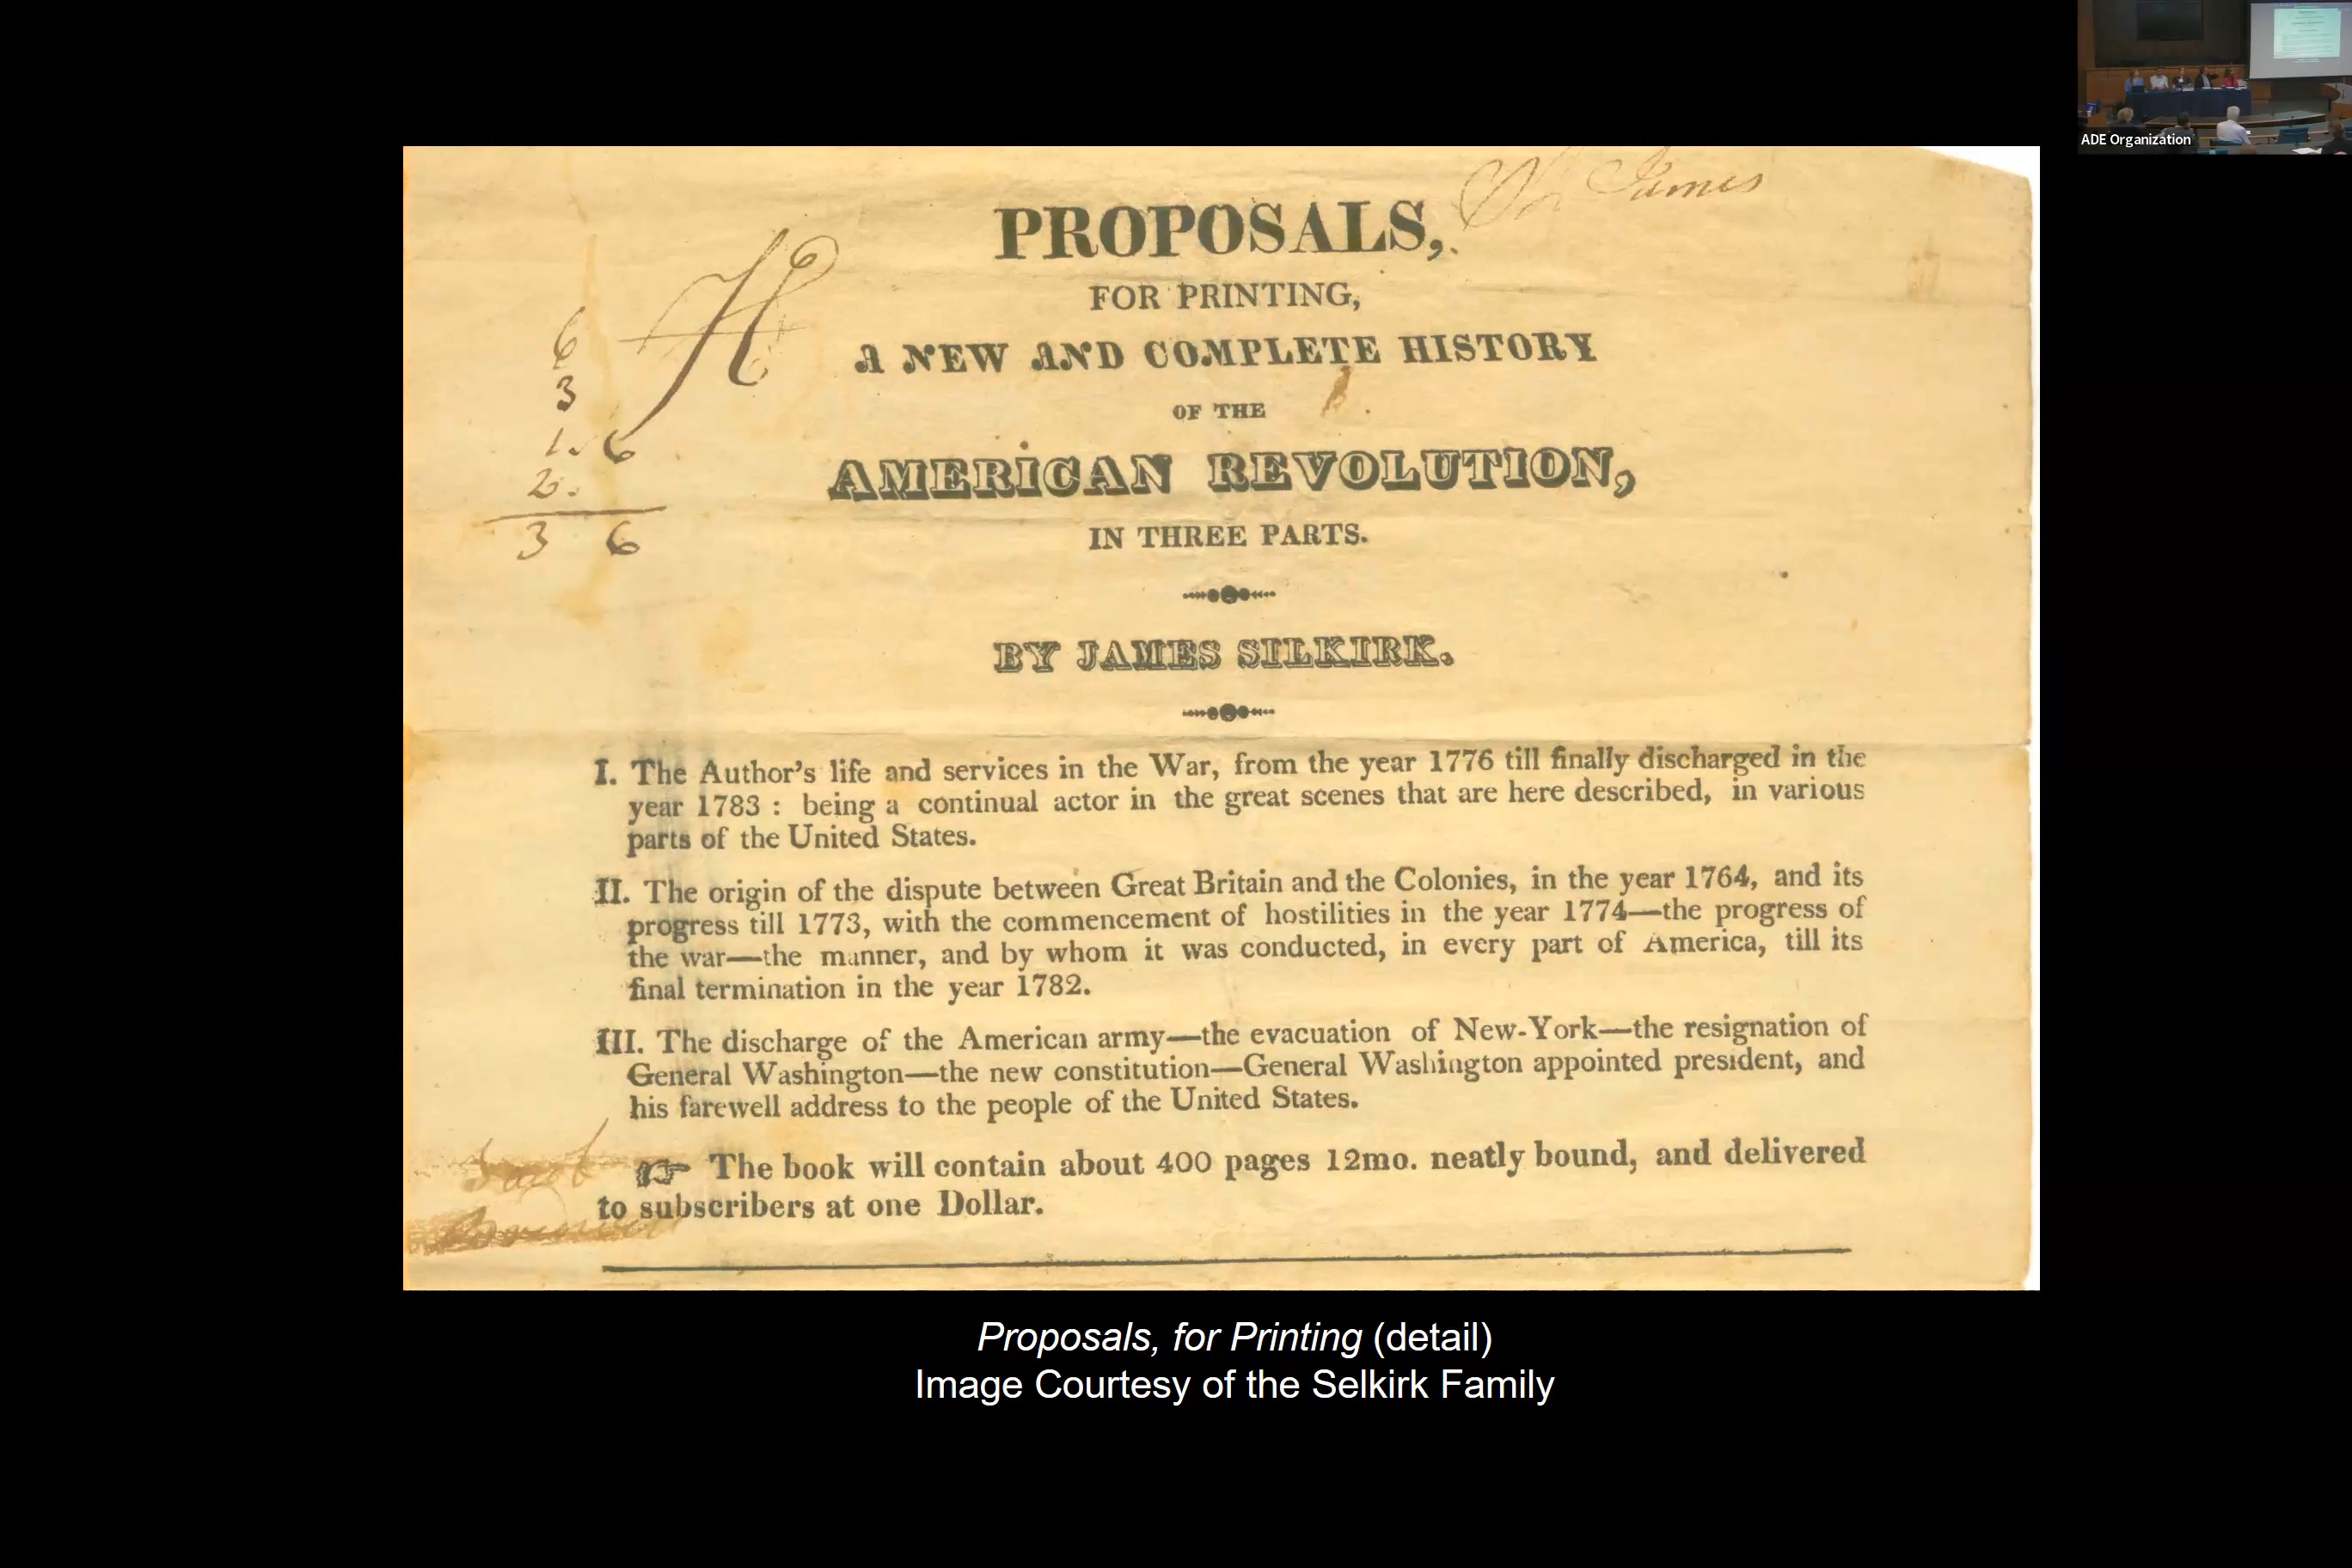 ADE Organization
James
PROPOSALS,
FOR PRINTING,
A NEW AND COMPLETE HISTORY
OF THE
AMERICAN REVOLUTION,
IN THREE PARTS.
H
6
3
1. 6
2.
3 6
BY JAMES SILKIRK.
I. The Author's life and services in the War, from the year 1776 till finally discharged in the
year 1783 : being a continual actor in the great scenes that are here described, in various
parts of the United States.
II. The origin of the dispute between Great Britain and the Colonies, in the year 1764, and its
progress till 1773, with the commencement of hostilities in the year 1774—the progress of
the war—the manner, and by whom it was conducted, in every part of America, till its
final termination in the year 1782.
III. The discharge of the American army—the evacuation of New-York—the resignation of
General Washington—the new constitution—General Washington appointed president, and
his farewell address to the people of the United States.
Jacob
☞ The book will contain about 400 pages 12mo. neatly bound, and delivered
to subscribers at one Dollar.
Proposals, for Printing (detail)
Image Courtesy of the Selkirk Family